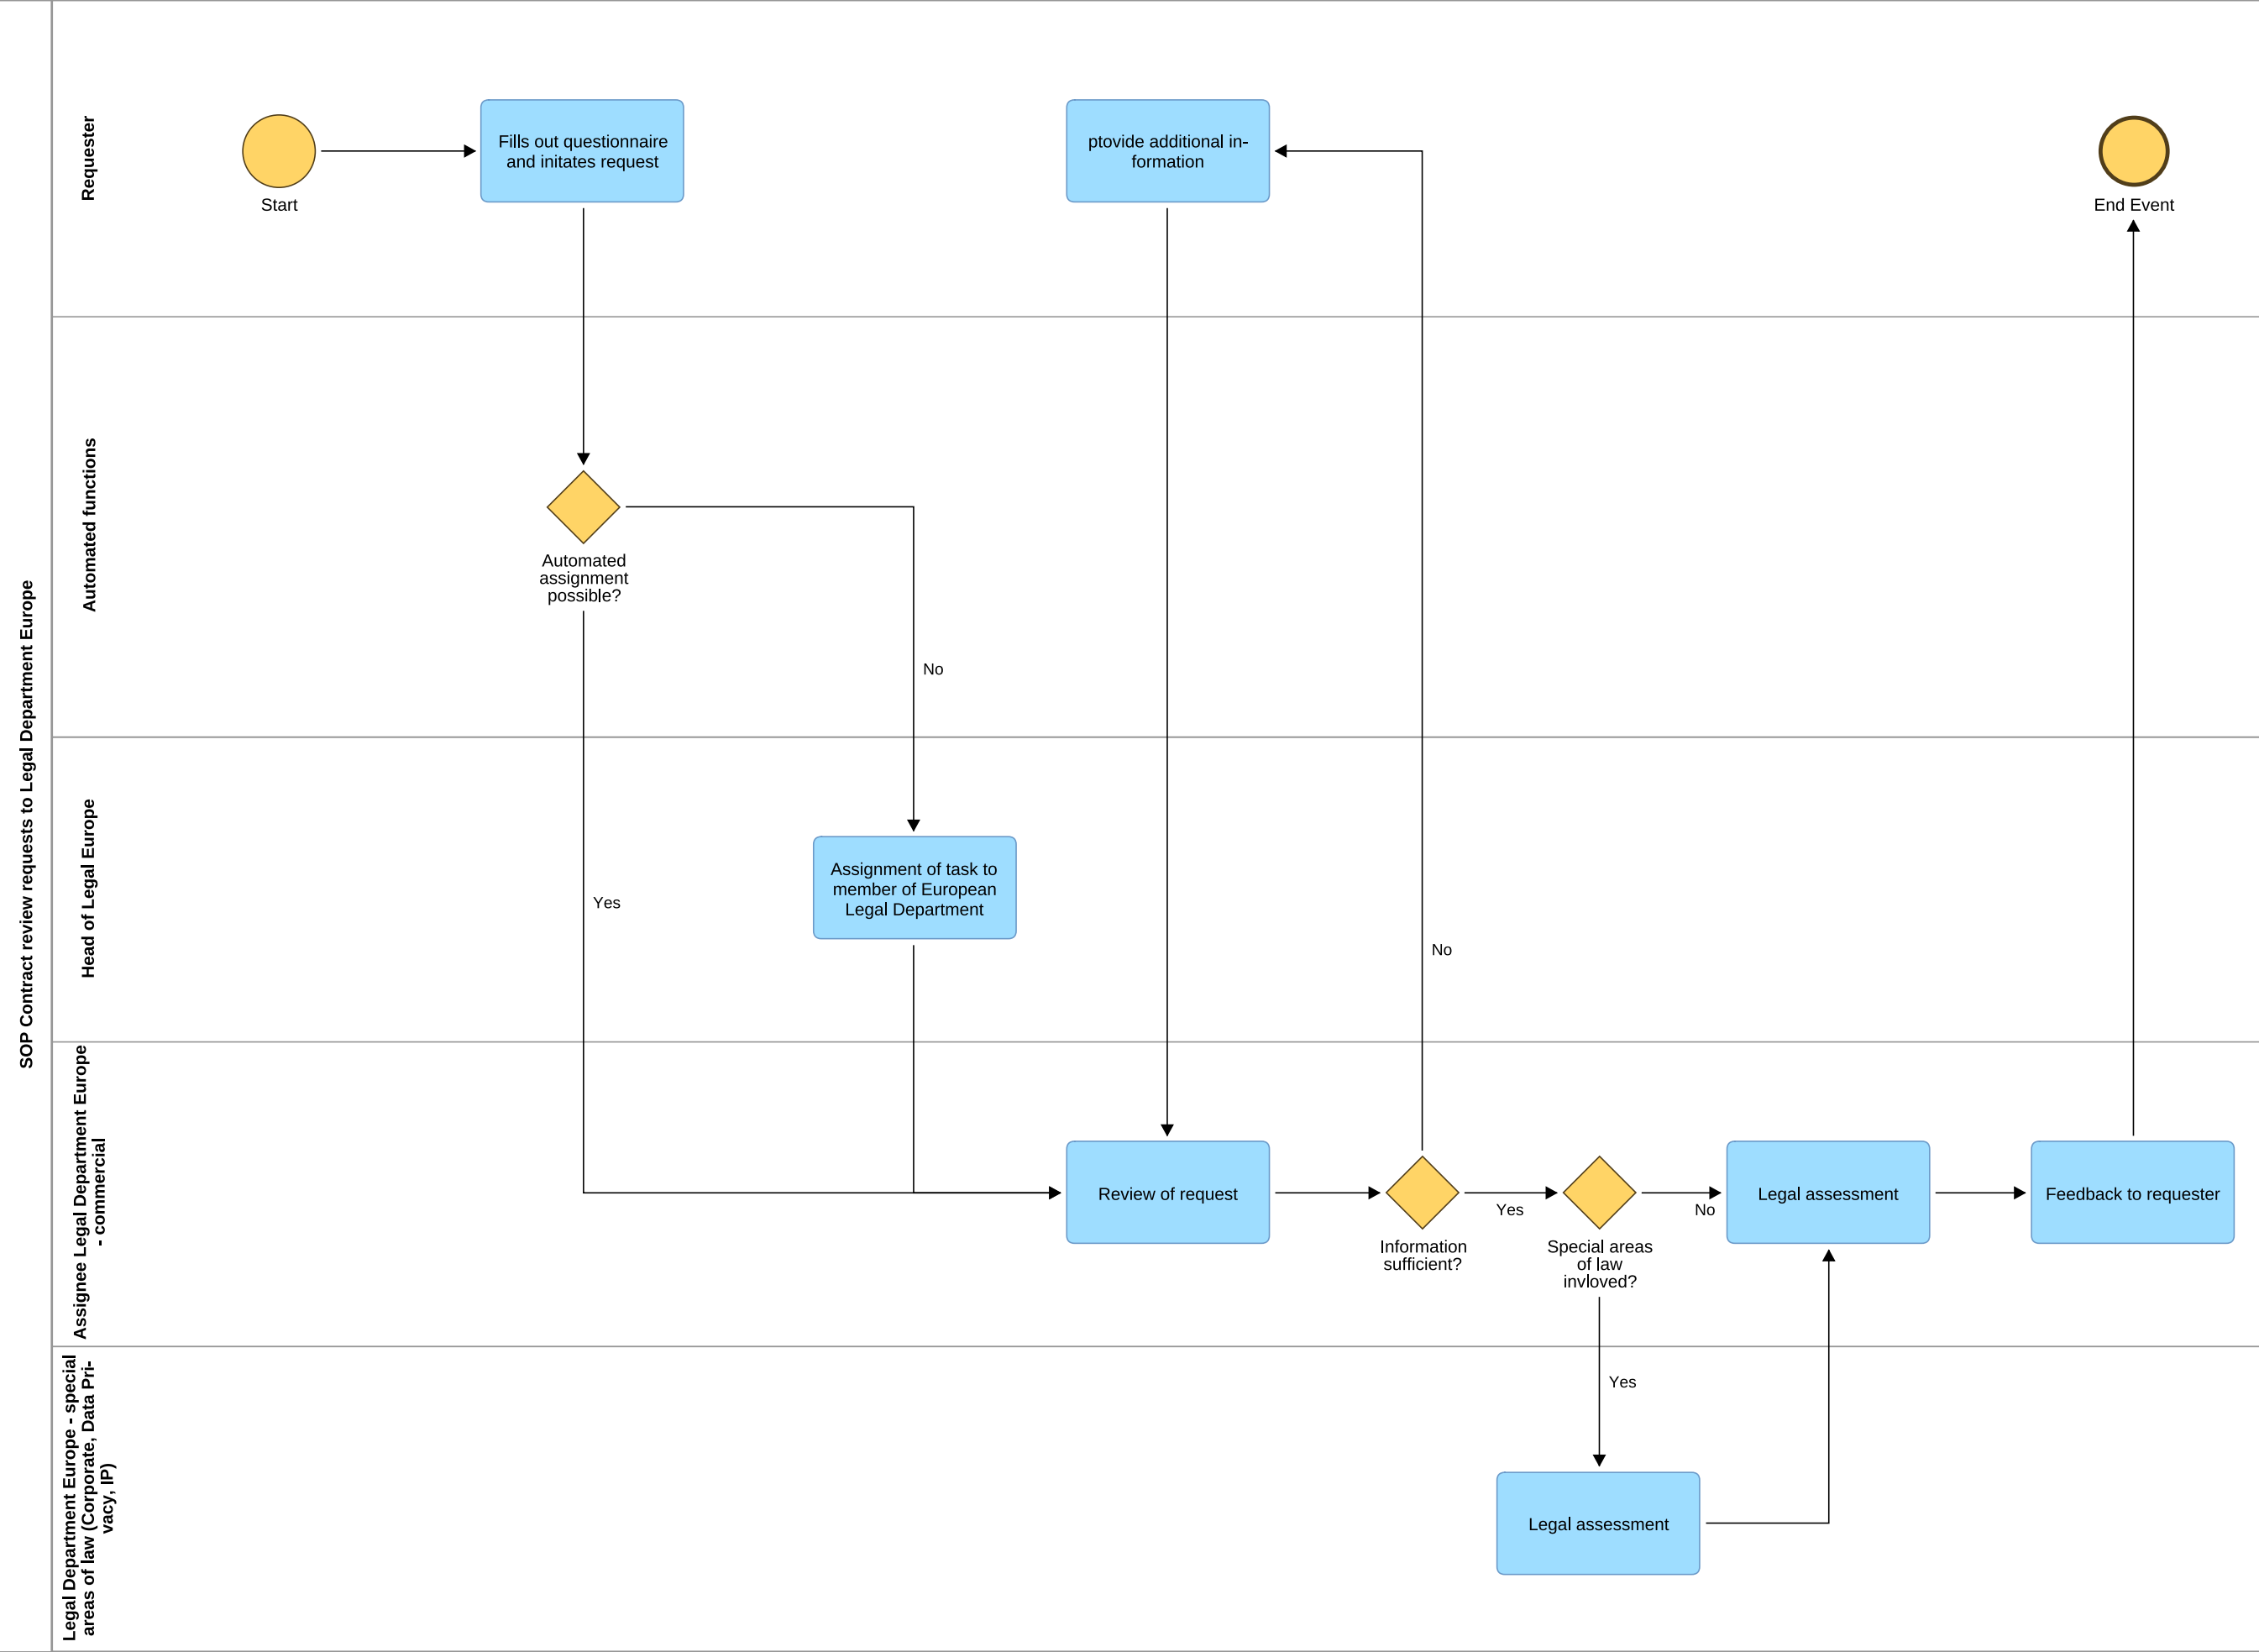 SOP Contract review requests to Legal Department Europe
Requester
Start
Fills out questionnaire
and initates request
ptovide additional in-
formation
End Event
Automated functions
Automated
assignment
possible?
No
Yes
Head of Legal Europe
Assignment of task to
member of European
Legal Department
No
Assignee Legal Department Europe
- commercial
Review of request
Information
sufficient?
Yes
Special areas
of law
invloved?
No
Legal assessment
Feedback to requester
Legal Department Europe - special
areas of law (Corporate, Data Pri-
vacy, IP)
Yes
Legal assessment